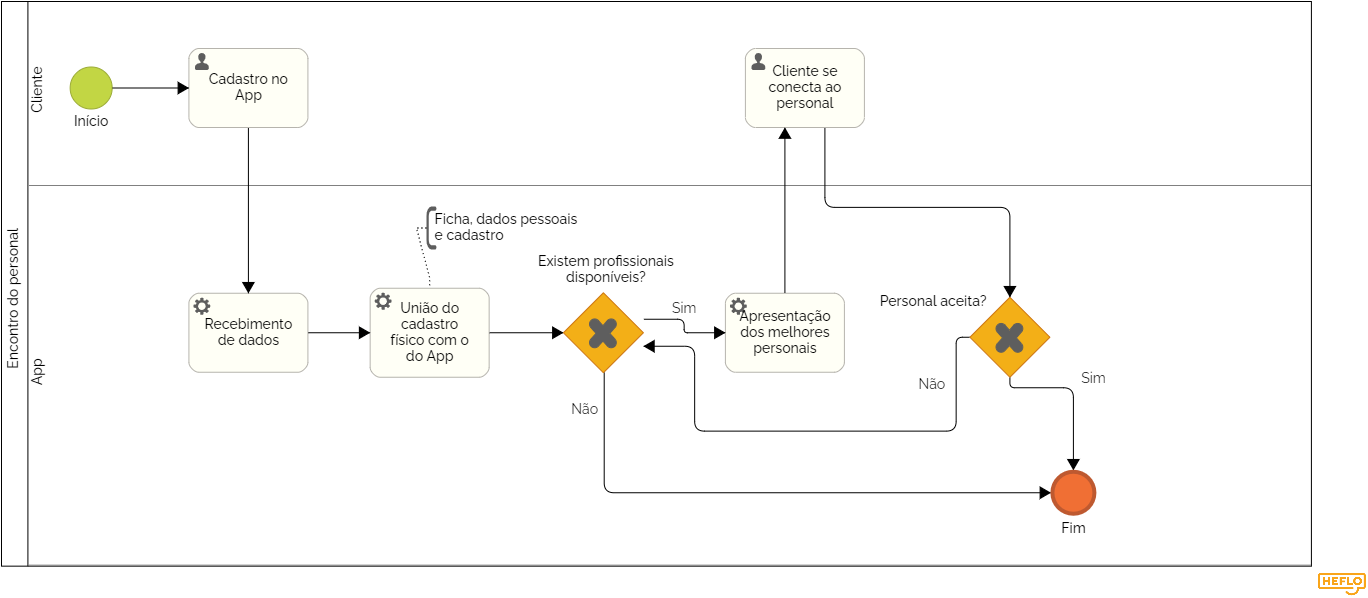 Encontro do personal
Cliente
Início
Cadastro no
App
Cliente se
conecta ao
personal
App
Ficha, dados pessoais
e cadastro
Recebimento
de dados
União do
cadastro
físico com o
do App
Existem profissionais
disponíveis?
Sim
Não
Apresentação
dos melhores
personais
Personal aceita?
Não
Sim
Fim
HEFLO